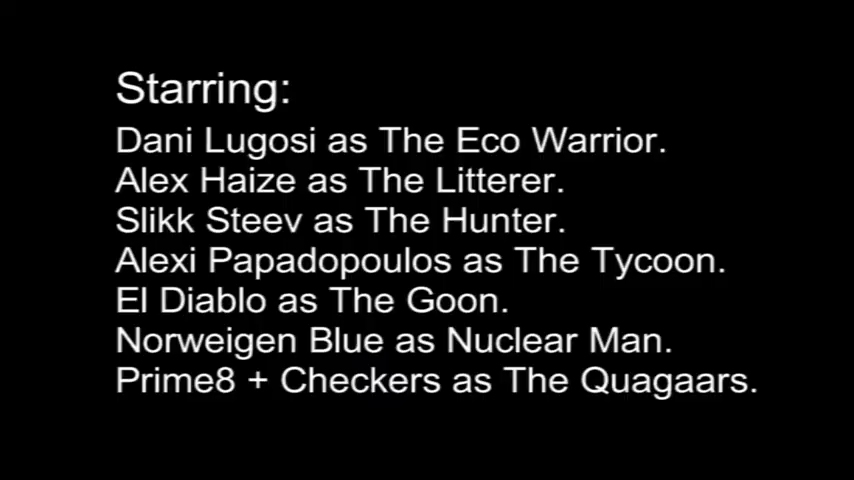 Starring:
Dani Lugosi as The Eco Warrior.
Alex Haize as The Litterer.
Slikk Steev as The Hunter.
Alexi Papadopoulos as The Tycoon.
El Diablo as The Goon.
Norweigen Blue as Nuclear Man.
Prime8 + Checkers as The Quagaars.